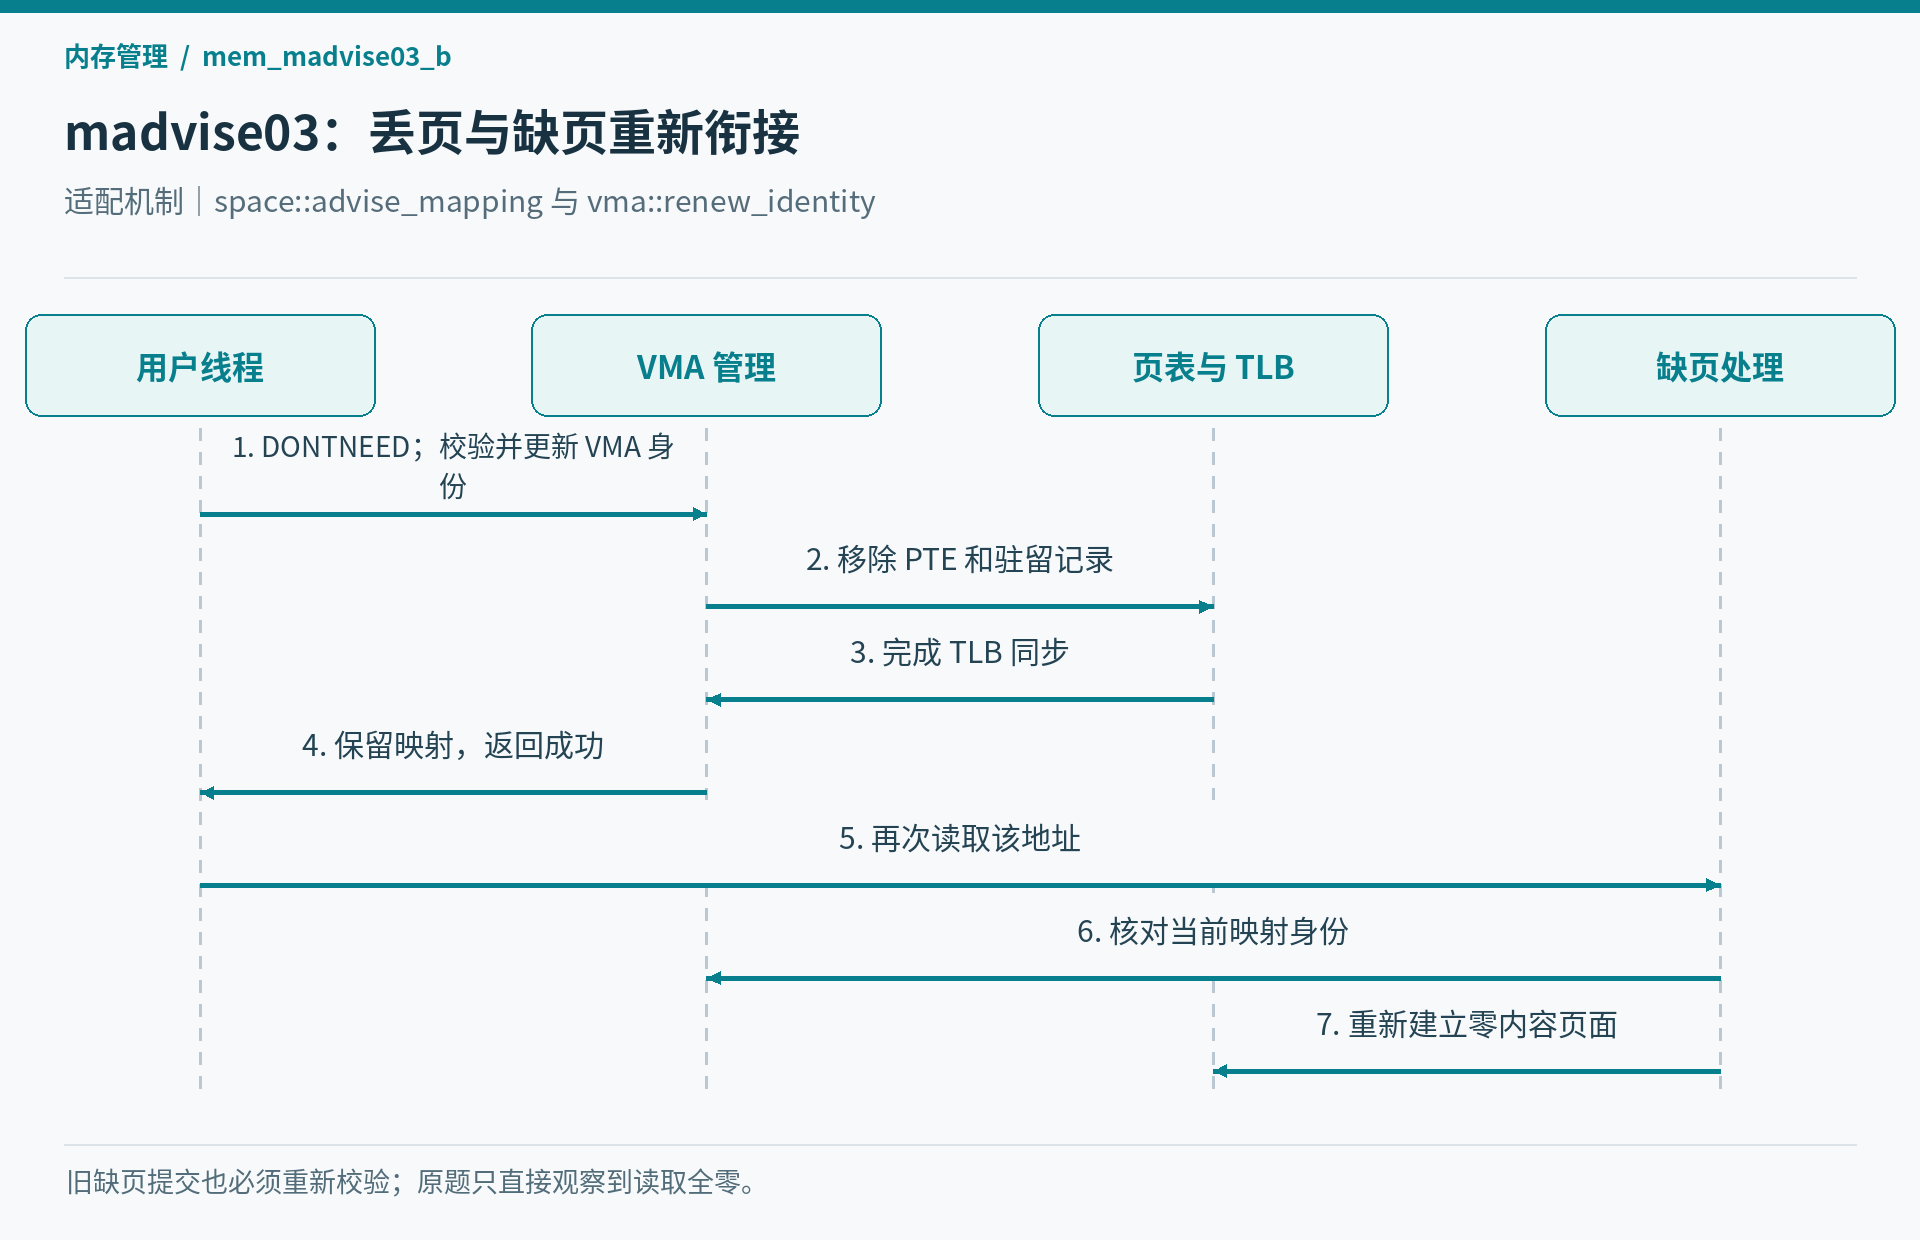 内存管理 / mem_madvise03_b
madvise03：丢页与缺页重新衔接
适配机制｜space::advise_mapping 与 vma::renew_identity
用户线程
VMA 管理
页表与 TLB
缺页处理
1. DONTNEED；校验并更新 VMA 身
份
2. 移除 PTE 和驻留记录
3. 完成 TLB 同步
4. 保留映射，返回成功
5. 再次读取该地址
6. 核对当前映射身份
7. 重新建立零内容页面
旧缺页提交也必须重新校验；原题只直接观察到读取全零。